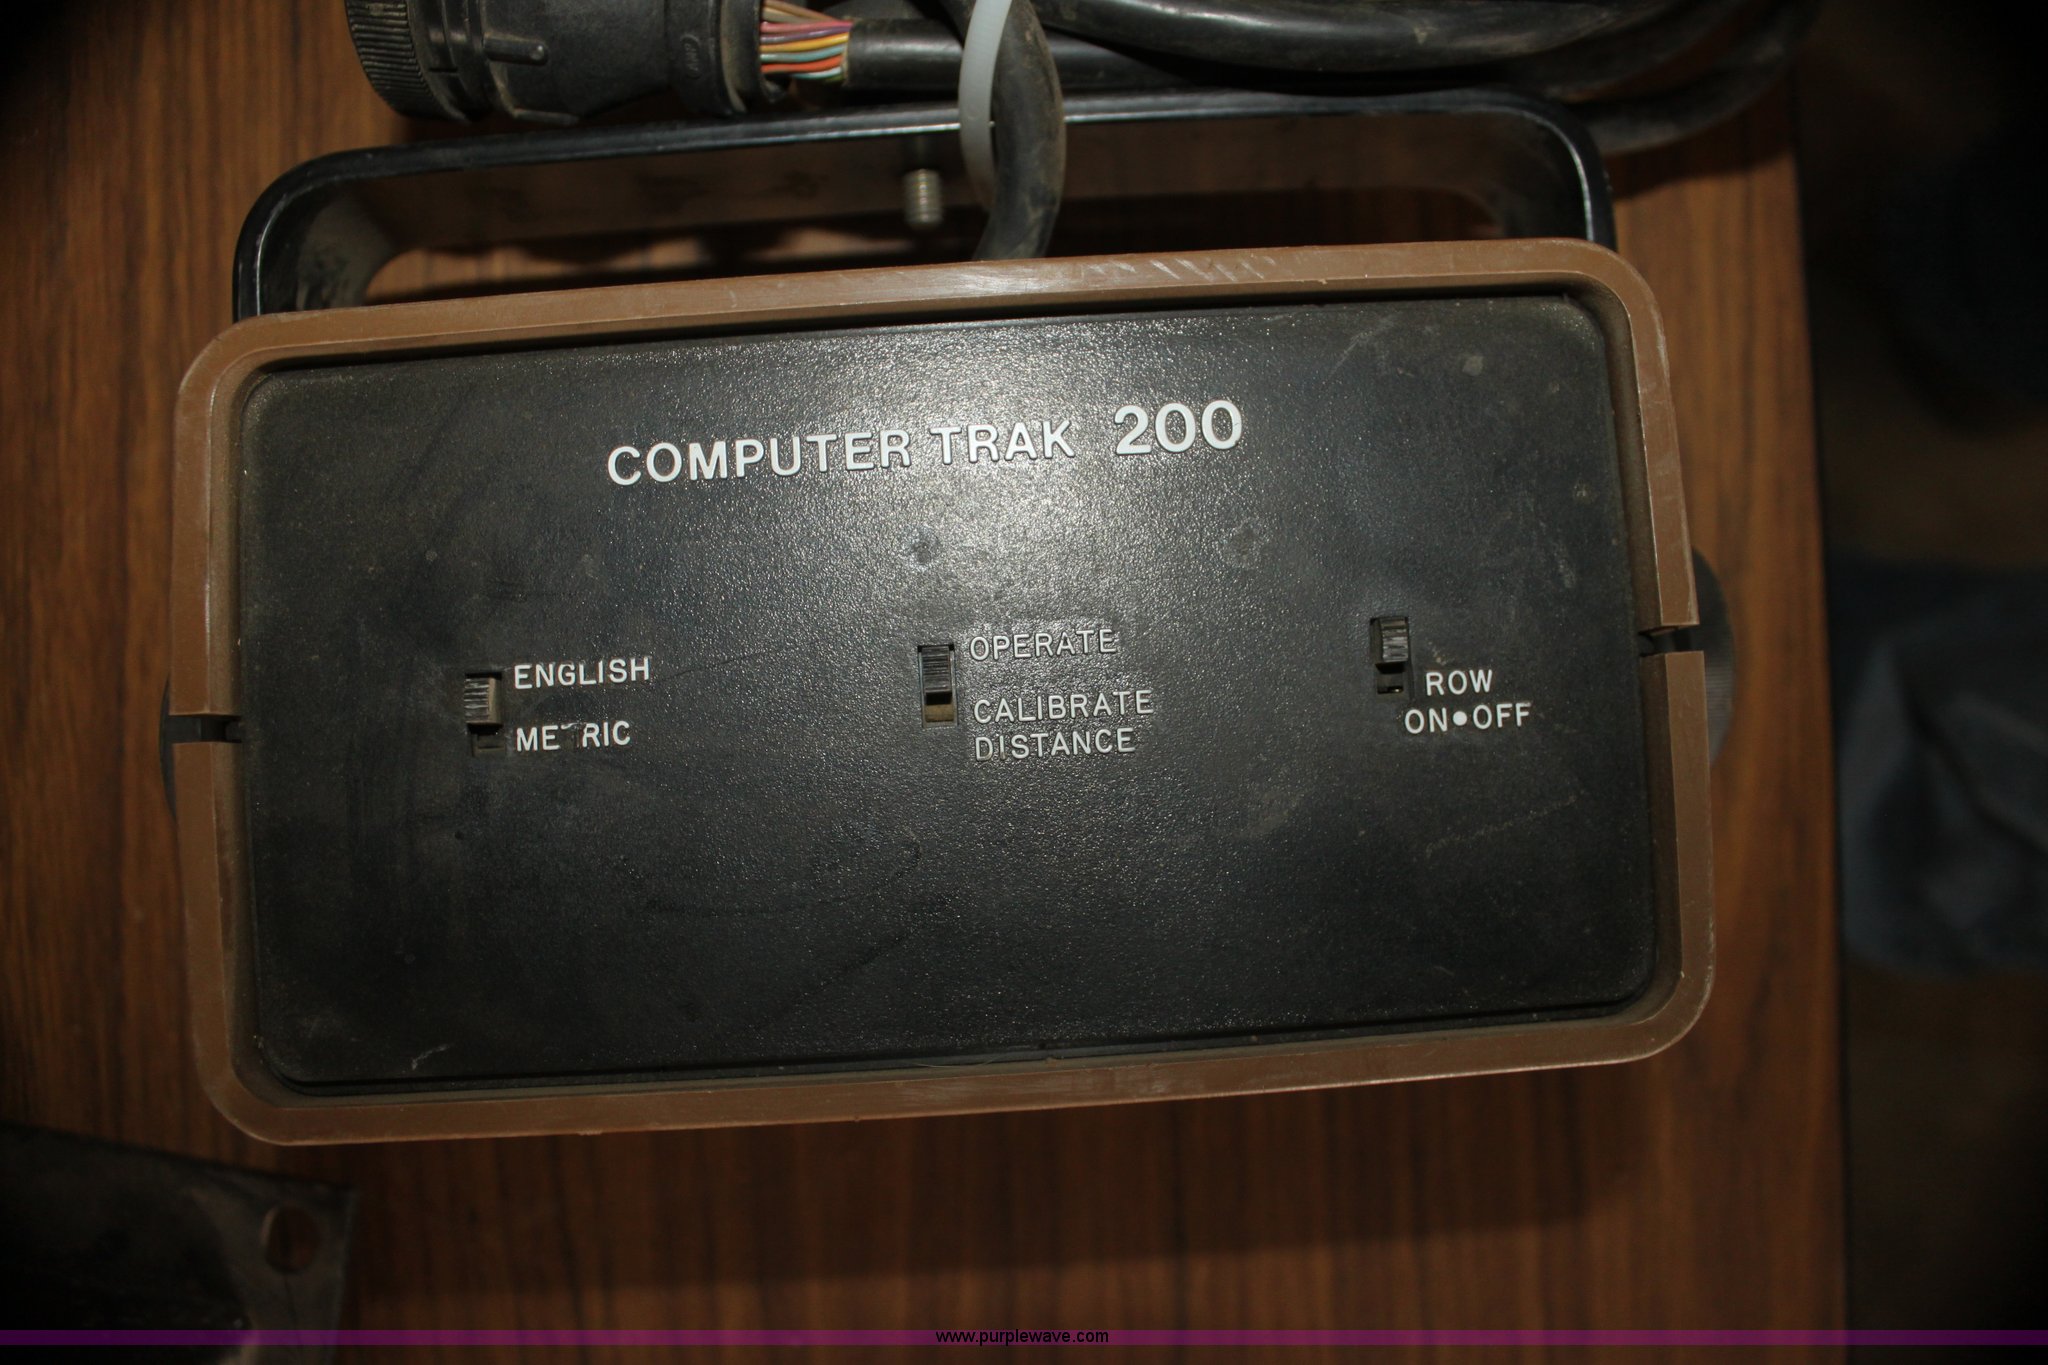 COMPUTER TRAK 200
ENGLISH
METRIC
OPERATE
CALIBRATE
DISTANCE
ROW
ON•OFF
www.purplewave.com